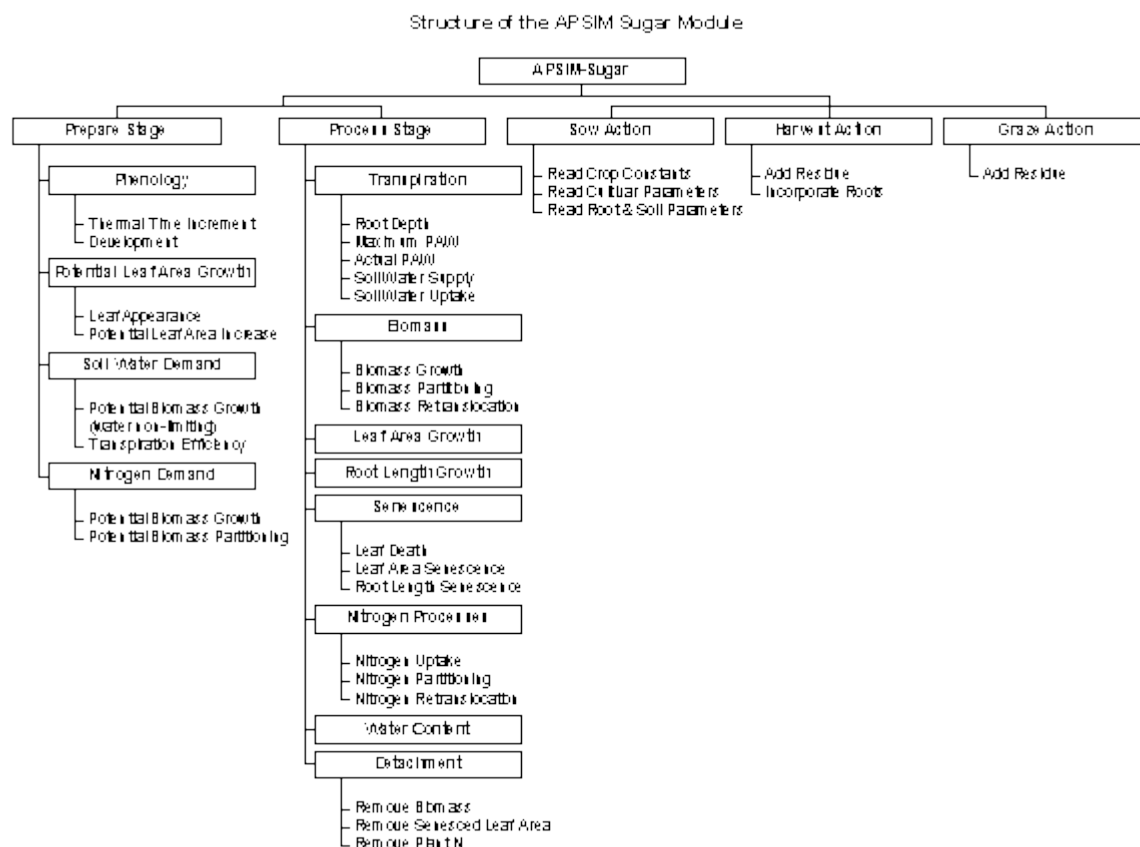 Structure of the APSIM Sugar Module
APSIM-Sugar
Prepare Stage
Phenology
Thermal Time Increment
Development
Potential Leaf Area Growth
Leaf Appearance
Potential Leaf Area Increase
Soil Water Demand
Potential Biomass Growth
(water non-limiting)
Transpiration Efficiency
Nitrogen Demand
Potential Biomass Growth
Potential Biomass Partitioning
Process Stage
Transpiration
Root Depth
Maximum PAW
Actual PAW
Soil Water Supply
Soil Water Uptake
Biomass
Biomass Growth
Biomass Partitioning
Biomass Retranslocation
Leaf Area Growth
Root Length Growth
Senescence
Leaf Death
Leaf Area Senescence
Root Length Senescence
Nitrogen Processes
Nitrogen Uptake
Nitrogen Partitioning
Nitrogen Retranslocation
Water Content
Detachment
Remove Biomass
Remove Senesced Leaf Area
Remove Plant N
Sow Action
Read Crop Constants
Read Cultivar Parameters
Read Root & Soil Parameters
Harvest Action
Add Residue
Incorporate Roots
Graze Action
Add Residue